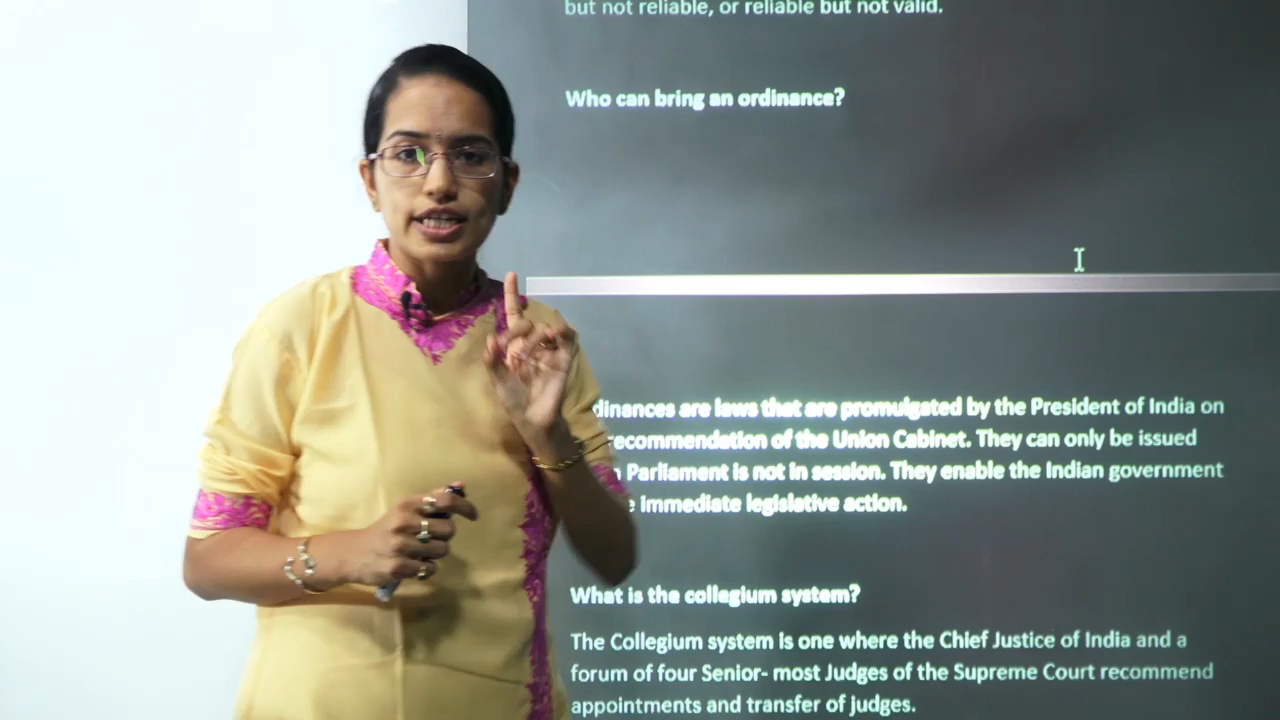 but not reliable, or reliable but not valid.
Who can bring an ordinance?
dinances are laws that are promulgated by the President of India on
recommendation of the Union Cabinet. They can only be issued
n Parliament is not in session. They enable the Indian government
e immediate legislative action.
What is the collegium system?
The Collegium system is one where the Chief Justice of India and a
forum of four Senior- most Judges of the Supreme Court recommend
appointments and transfer of judges.